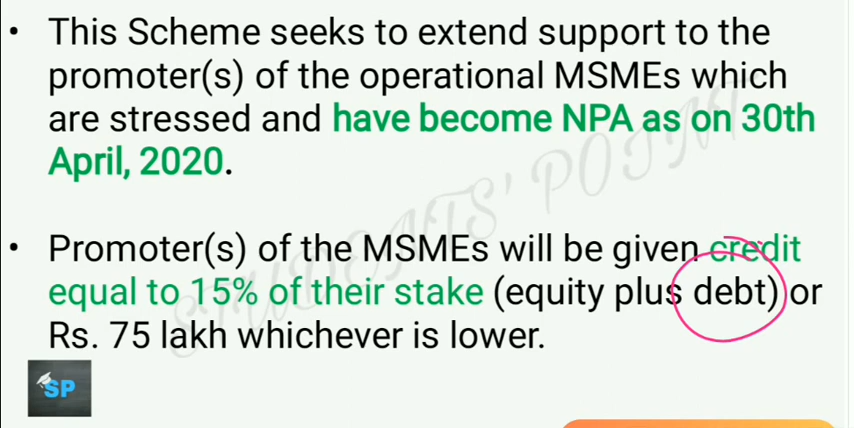 • This Scheme seeks to extend support to the
promoter(s) of the operational MSMEs which
are stressed and have become NPA as on 30th
April, 2020.
• Promoter(s) of the MSMEs will be given credit
equal to 15% of their stake (equity plus debt) or
Rs. 75 lakh whichever is lower.
STUDENTS' POINT
SP